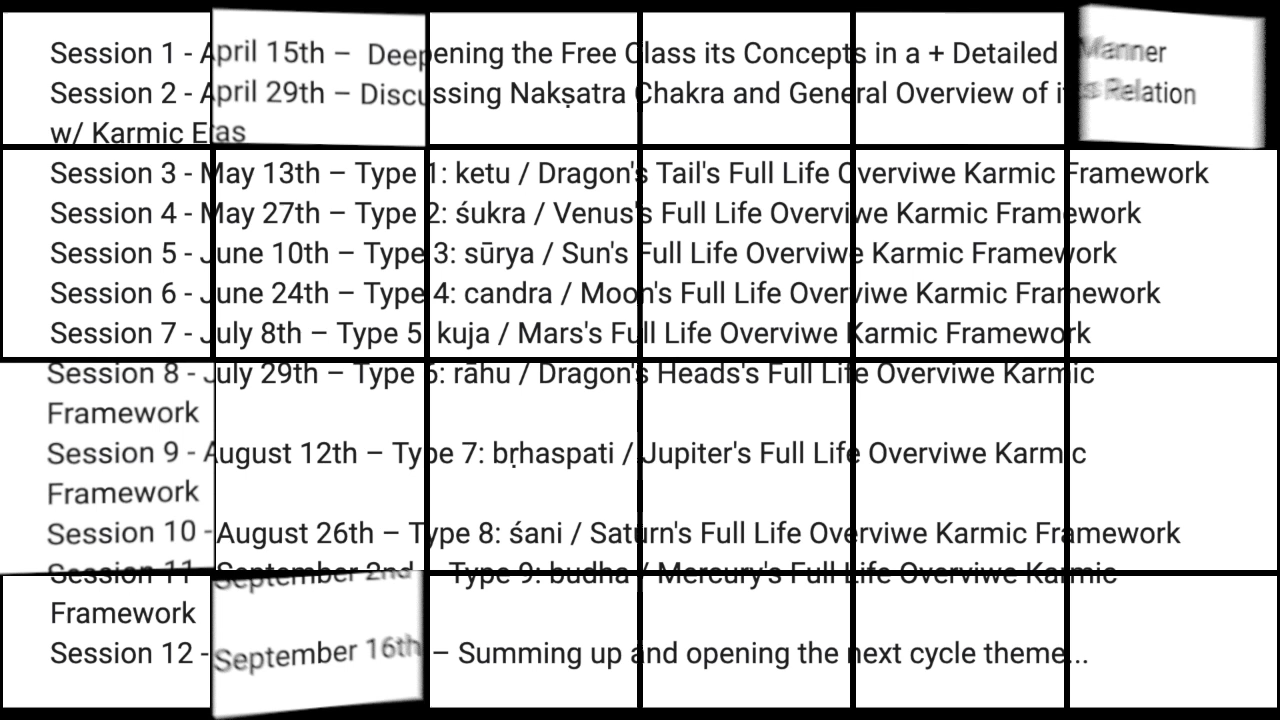 Session 1 - April 15th – Deepening the Free Class its Concepts in a + Detailed Manner
Session 2 - April 29th – Discussing Nakṣatra Chakra and General Overview of its Relation
w/ Karmic Eras
Session 3 - May 13th – Type 1: ketu / Dragon's Tail's Full Life Overviwe Karmic Framework
Session 4 - May 27th – Type 2: śukra / Venus's Full Life Overviwe Karmic Framework
Session 5 - June 10th – Type 3: sūrya / Sun's Full Life Overviwe Karmic Framework
Session 6 - June 24th – Type 4: candra / Moon's Full Life Overviwe Karmic Framework
Session 7 - July 8th – Type 5: kuja / Mars's Full Life Overviwe Karmic Framework
Session 8 - July 29th – Type 6: rāhu / Dragon's Heads's Full Life Overviwe Karmic
Framework
Session 9 - August 12th – Type 7: bṛhaspati / Jupiter's Full Life Overviwe Karmic
Framework
Session 10 - August 26th – Type 8: śani / Saturn's Full Life Overviwe Karmic Framework
Session 11 - September 2nd – Type 9: budha / Mercury's Full Life Overviwe Karmic
Framework
Session 12 - September 16th – Summing up and opening the next cycle theme...